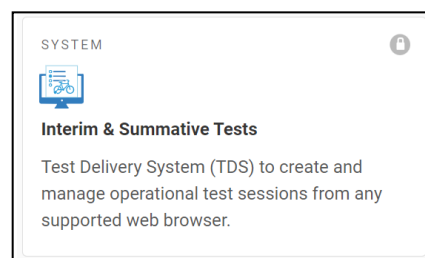 SYSTEM
Interim & Summative Tests
Test Delivery System (TDS) to create and
manage operational test sessions from any
supported web browser.